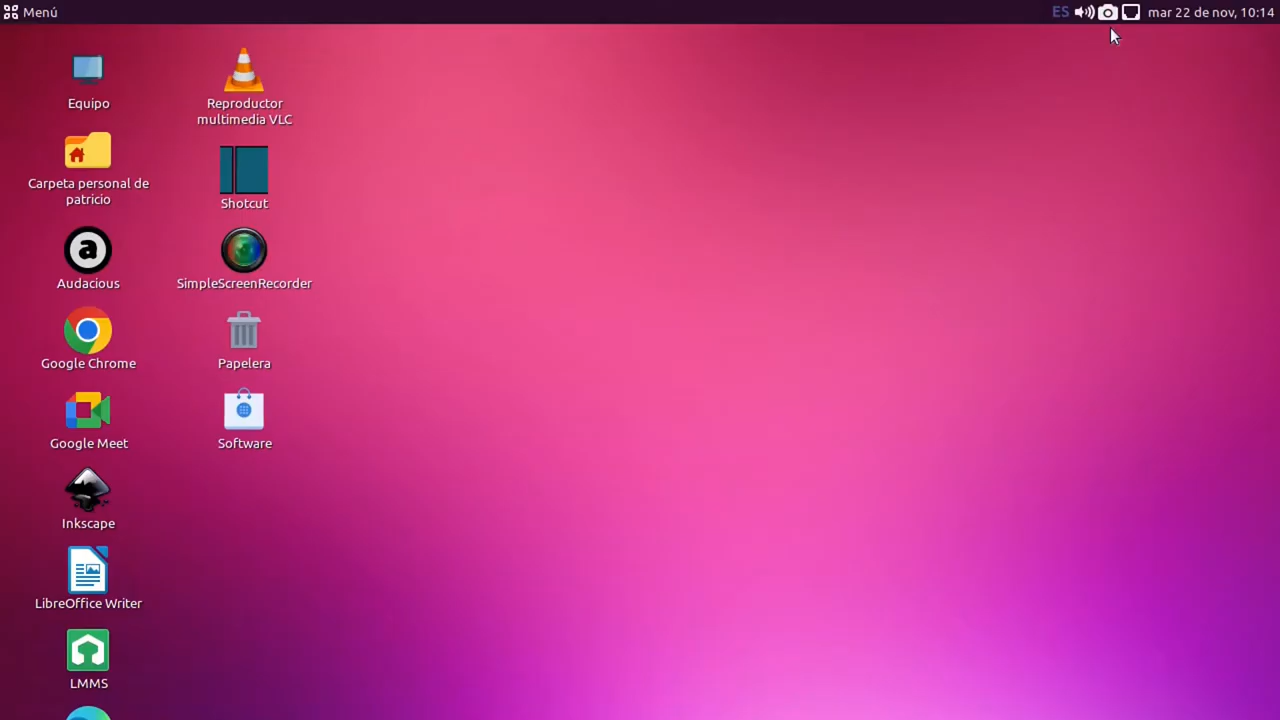 Menú
ES
mar 22 de nov, 10:14
Equipo
Carpeta personal de
patricio
a
Audacious
Google Chrome
Google Meet
Inkscape
LibreOffice Writer
LMMS
Reproductor
multimedia VLC
Shotcut
SimpleScreenRecorder
Papelera
Software